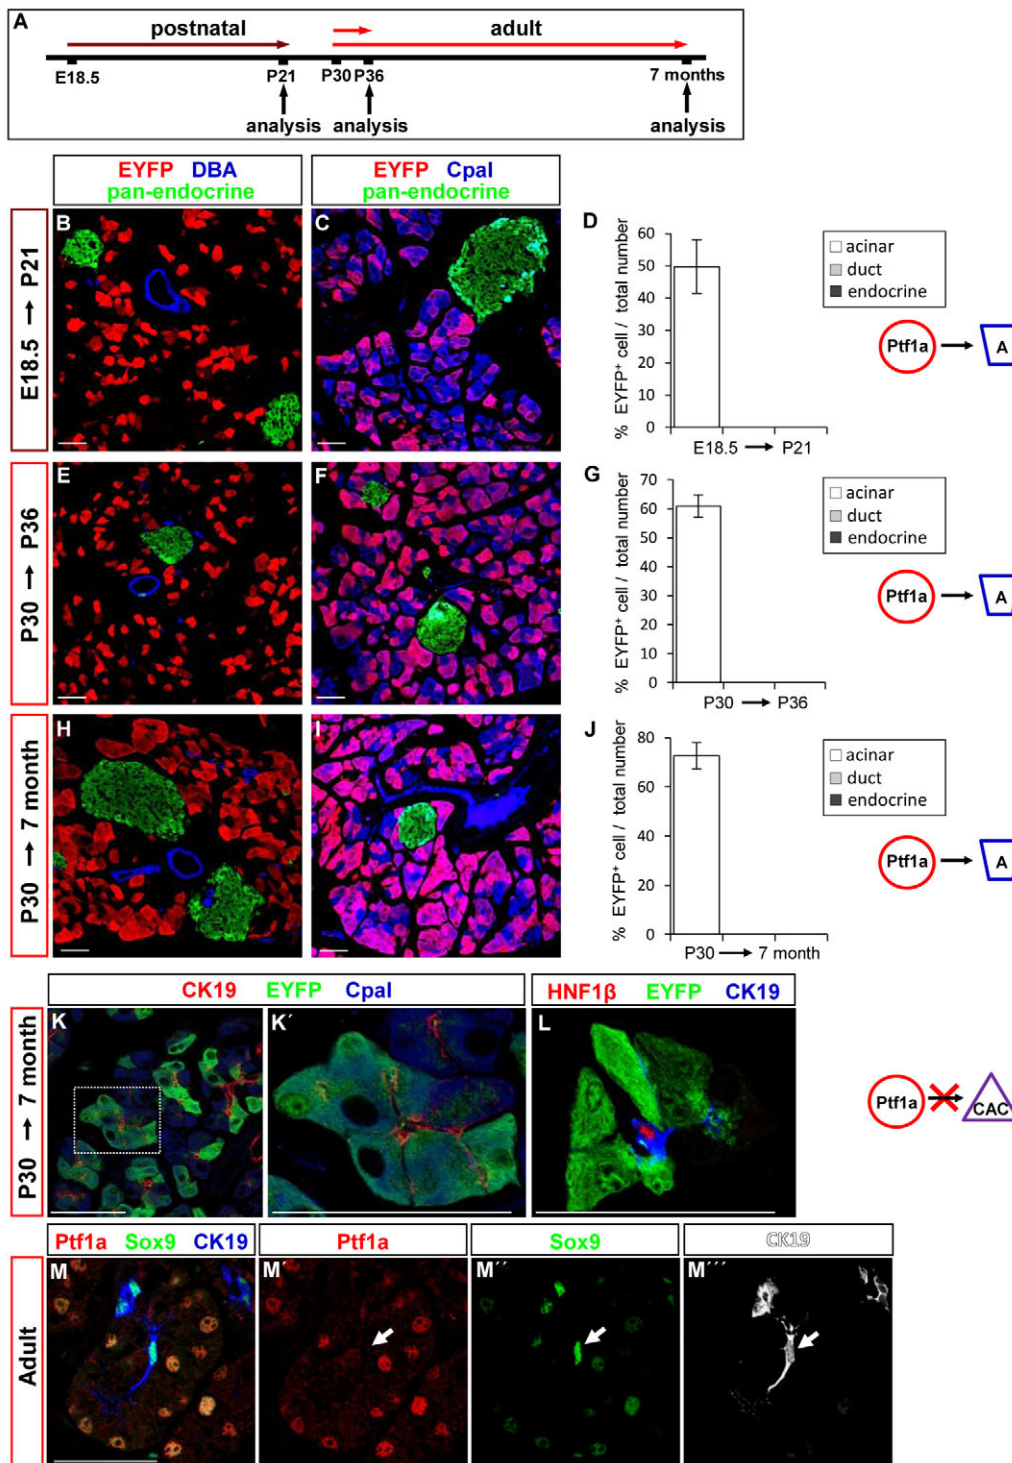 A
postnatal adult
E18.5 P21 P30 P36 7 months
analysis analysis analysis
EYFP DBA
pan-endocrine
EYFP CpaI
pan-endocrine
E18.5 → P21
B
C
D
% EYFP+ cell / total number
60
50
40
30
20
10
0
E18.5 → P21
acinar
duct
endocrine
Ptf1a → A
P30 → P36
E
F
G
% EYFP+ cell / total number
70
60
50
40
30
20
10
0
P30 → P36
acinar
duct
endocrine
Ptf1a → A
P30 → 7 month
H
I
J
% EYFP+ cell / total number
80
60
40
20
0
P30 → 7 month
acinar
duct
endocrine
Ptf1a → A
P30 → 7 month
CK19 EYFP CpaI
K
K´
HNF1β EYFP CK19
L
Ptf1a → CAC
Adult
Ptf1a Sox9 CK19
M
Ptf1a
M´
Sox9
M´´
CK19
M´´´